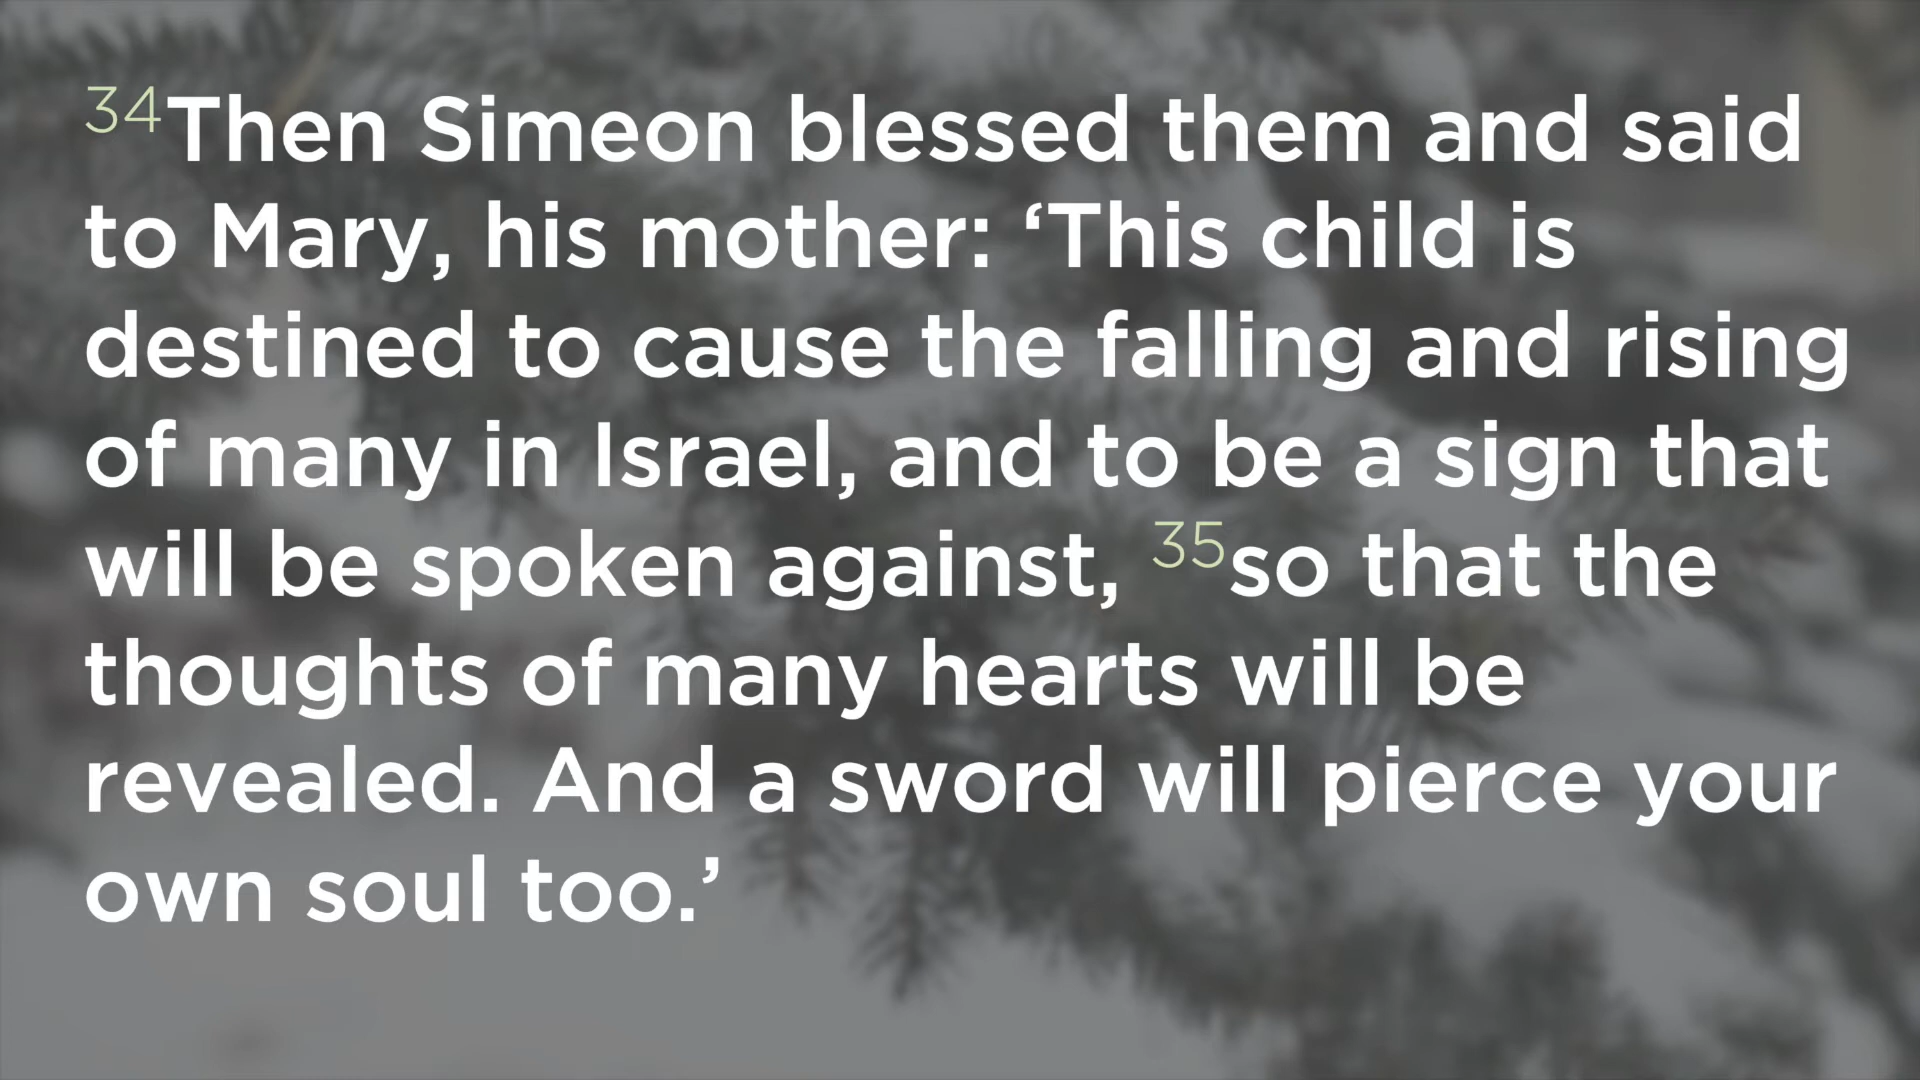 34Then Simeon blessed them and said
to Mary, his mother: ‘This child is
destined to cause the falling and rising
of many in Israel, and to be a sign that
will be spoken against, 35so that the
thoughts of many hearts will be
revealed. And a sword will pierce your
own soul too.’